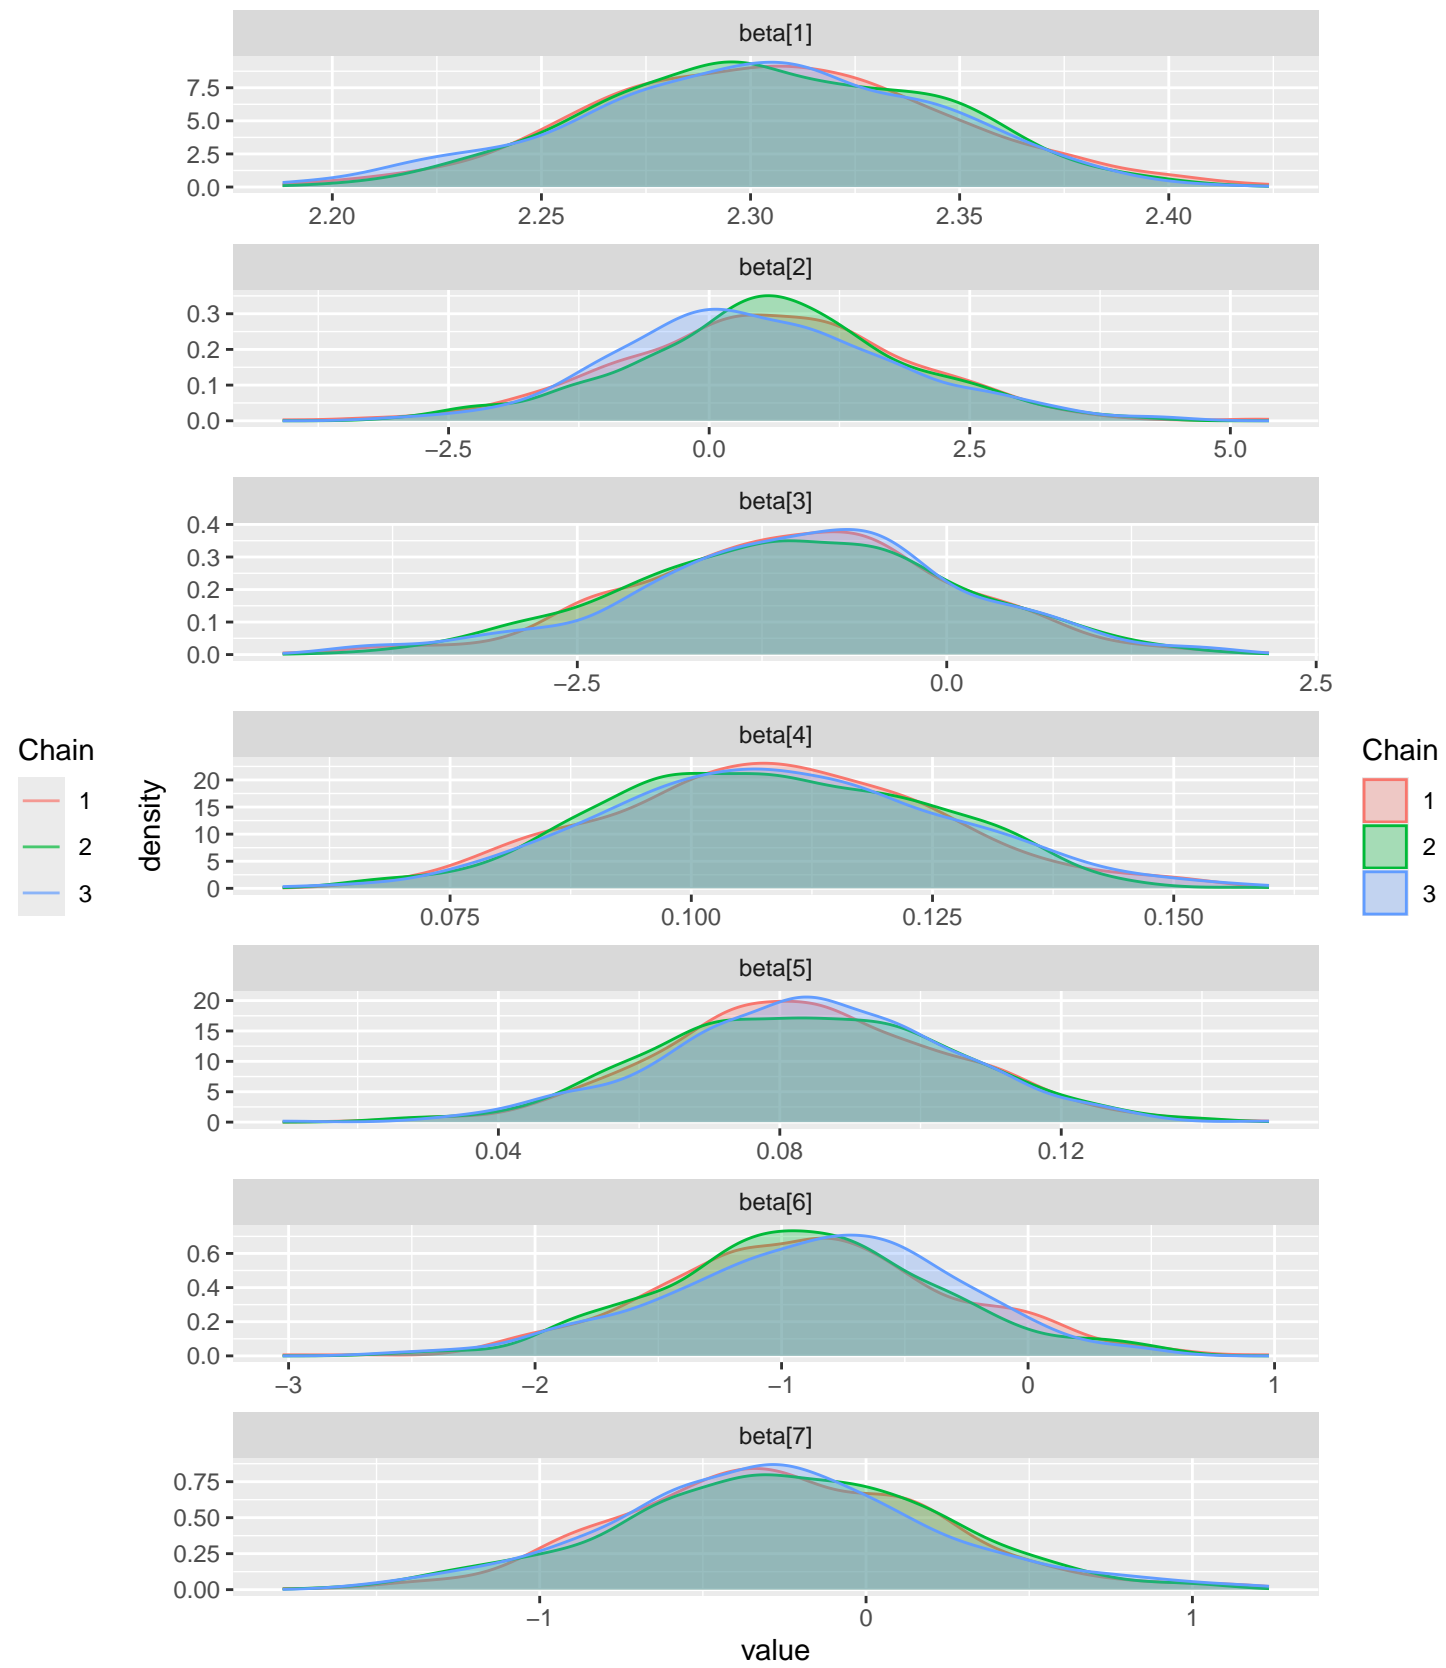 beta[1]
7.5
5.0
2.5
0.0
2.20 2.25 2.30 2.35 2.40
beta[2]
0.3
0.2
0.1
0.0
−2.5 0.0 2.5 5.0
beta[3]
0.4
0.3
0.2
0.1
0.0
−2.5 0.0 2.5
Chain
1
2
3
density
beta[4]
20
15
10
5
0
0.075 0.100 0.125 0.150
Chain
1
2
3
beta[5]
20
15
10
5
0
0.04 0.08 0.12
beta[6]
0.6
0.4
0.2
0.0
−3 −2 −1 0 1
beta[7]
0.75
0.50
0.25
0.00
−1 0 1
value